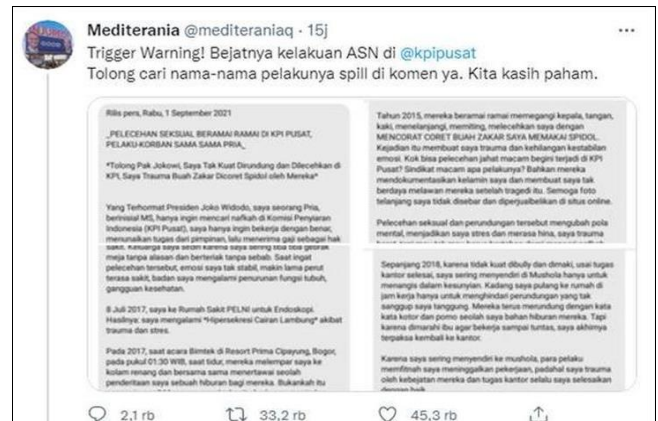 Mediterania @mediteraniaq · 15j
Trigger Warning! Bejatnya kelakuan ASN di @kpipusat
Tolong cari nama-nama pelakunya spill di komen ya. Kita kasih paham.
Rilis pers, Rabu, 1 September 2021
_PELECEHAN SEKSUAL BERAMAI RAMAI DI KPI PUSAT,
PELAKU-KORBAN SAMA SAMA PRIA_
*Tolong Pak Jokowi, Saya Tak Kuat Dirundung dan Dilecehkan di
KPI, Saya Trauma Buah Zakar Dicoret Spidol oleh Mereka*
Yang Terhormat Presiden Joko Widodo, saya seorang Pria,
berinisial MS, hanya ingin mencari nafkah di Komisi Penyiaran
Indonesia (KPI Pusat), saya hanya ingin bekerja dengan benar,
menunaikan tugas dari pimpinan, lalu menerima gaji sebagai hak
sakit. Keluarga saya sedih karena saya sering tiba tiba gebrak
meja tanpa alasan dan berteriak tanpa sebab. Saat ingat
pelecehan tersebut, emosi saya tak stabil, makin lama perut
terasa sakit, badan saya mengalami penurunan fungsi tubuh,
gangguan kesehatan.
8 Juli 2017, saya ke Rumah Sakit PELNI untuk Endoskopi.
Hasilnya: saya mengalami *Hipersekresi Cairan Lambung* akibat
trauma dan stres.
Pada 2017, saat acara Bimtek di Resort Prima Cipayung, Bogor,
pada pukul 01:30 WIB, saat tidur, mereka melempar saya ke
kolam renang dan bersama sama menertawai seolah
penderitaan saya sebuah hiburan bagi mereka. Bukankah itu
Tahun 2015, mereka beramai ramai memegangi kepala, tangan,
kaki, menelanjangi, memiting, melecehkan saya dengan
MENCORAT CORET BUAH ZAKAR SAYA MEMAKAI SPIDOL.
Kejadian itu membuat saya trauma dan kehilangan kestabilan
emosi. Kok bisa pelecehan jahat macam begini terjadi di KPI
Pusat? Sindikat macam apa pelakunya? Bahkan mereka
mendokumentasikan kelamin saya dan membuat saya tak
berdaya melawan mereka setelah tragedi itu. Semoga foto
telanjang saya tidak disebar dan diperjualbelikan di situs online.
Pelecehan seksual dan perundungan tersebut mengubah pola
mental, menjadikan saya stres dan merasa hina, saya trauma
Sepanjang 2018, karena tidak kuat dibully dan dimaki, usai tugas
kantor selesai, saya sering menyendiri di Mushola hanya untuk
menangis dalam kesunyian. Kadang saya pulang ke rumah di
jam kerja hanya untuk menghindari perundungan yang tak
sanggup saya tanggung. Mereka terus merundung dengan kata
kata kotor dan porno seolah saya bahan hiburan mereka. Tapi
karena dimarahi ibu agar bekerja sampai tuntas, saya akhirnya
terpaksa kembali ke kantor.
Karena saya sering menyendiri ke mushola, para pelaku
memfitnah saya meninggalkan pekerjaan, padahal saya trauma
oleh kebejatan mereka dan tugas kantor selalu saya selesaikan
dengan baik.
2,1 rb 33,2 rb 45,3 rb